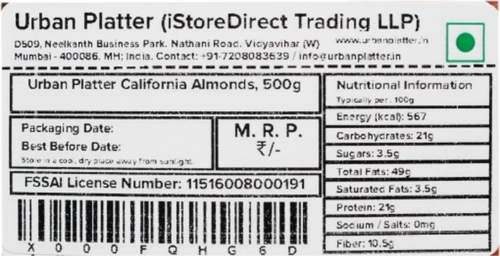 Urban Platter (iStoreDirect Trading LLP)
D509, Neelkanth Business Park, Nathani Road, Vidyavihar (W)
www.urbanplatter.in
Mumbai - 400086. MH; India. Contact: +91-7208083639 / info@urbanplatter.in
Urban Platter California Almonds, 500g
Packaging Date:
Best Before Date:
Store in a cool, dry place away from sunlight.
M. R. P.
₹/-
FSSAI License Number: 11516008000191
X000FQHG6D
Nutritional Information
Typically per: 100g
Energy (kcal): 567
Carbohydrates: 21g
Sugars: 3.5g
Total Fats: 49g
Saturated Fats: 3.5g
Protein: 21g
Sodium / Salts: 0mg
Fiber: 10.5g